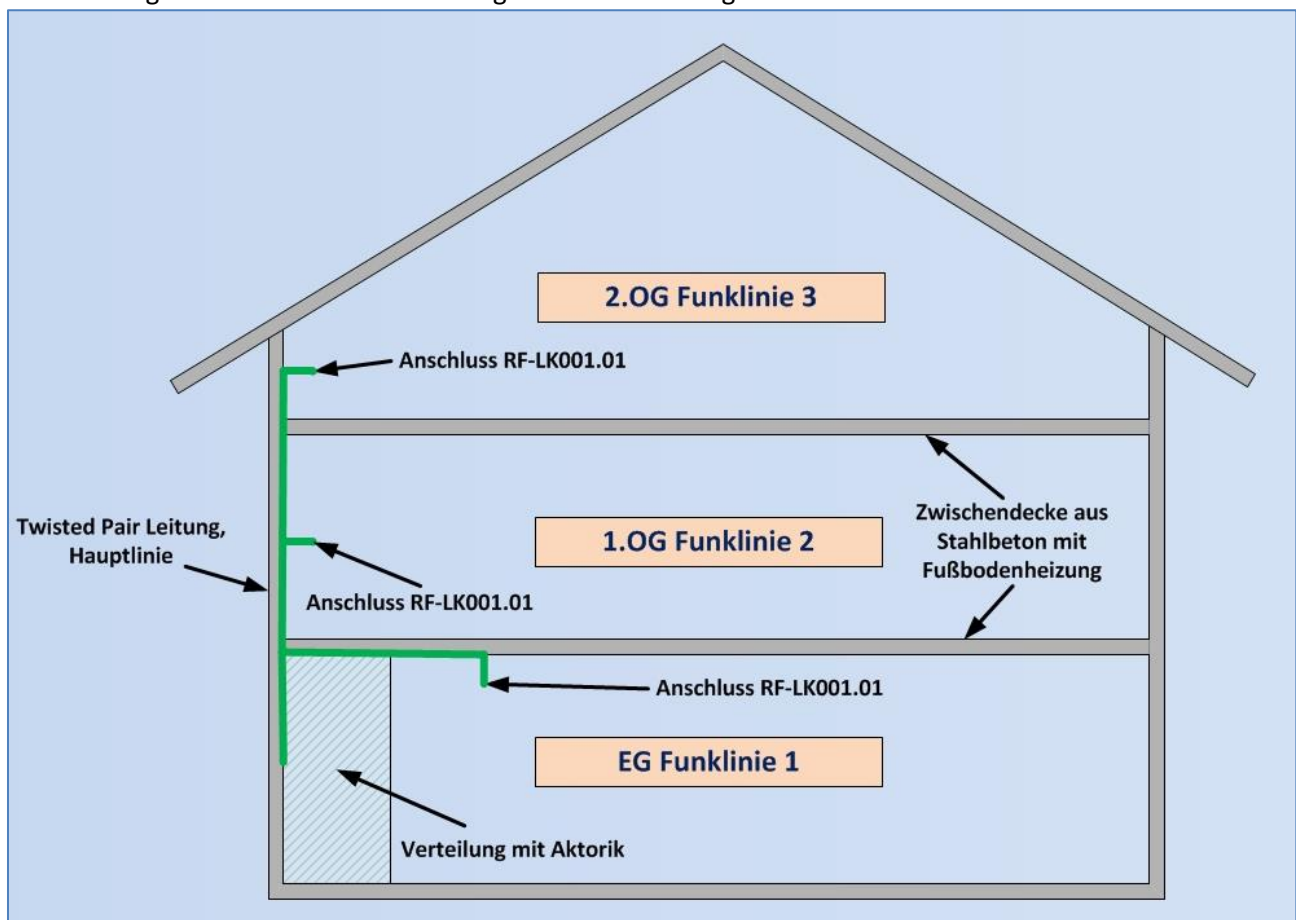 2.OG Funklinie 3
Anschluss RF-LK001.01
Twisted Pair Leitung,
Hauptlinie
1.OG Funklinie 2
Zwischendecke aus
Stahlbeton mit
Fußbodenheizung
Anschluss RF-LK001.01
Anschluss RF-LK001.01
EG Funklinie 1
Verteilung mit Aktorik